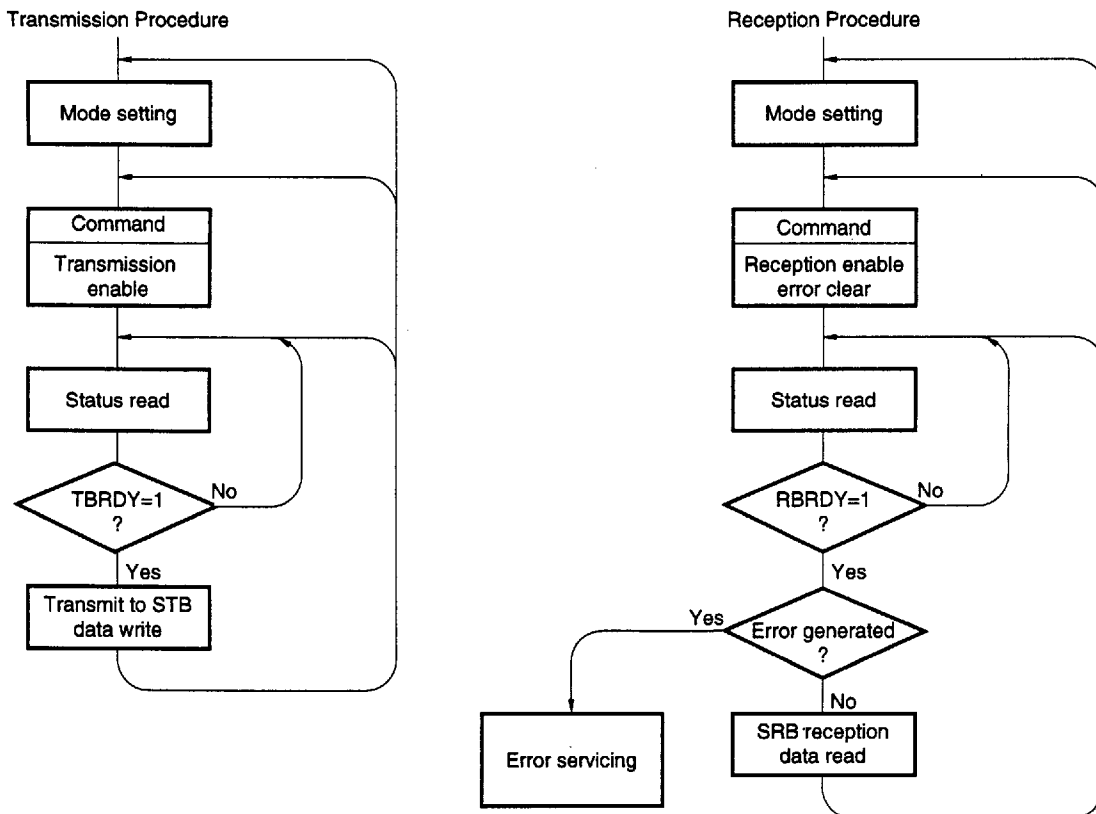 Transmission Procedure
Mode setting
Command
Transmission
enable
Status read
TBRDY=1
?
No
Yes
Transmit to STB
data write
Reception Procedure
Mode setting
Command
Reception enable
error clear
Status read
RBRDY=1
?
No
Yes
Error generated
?
Yes
No
Error servicing
SRB reception
data read